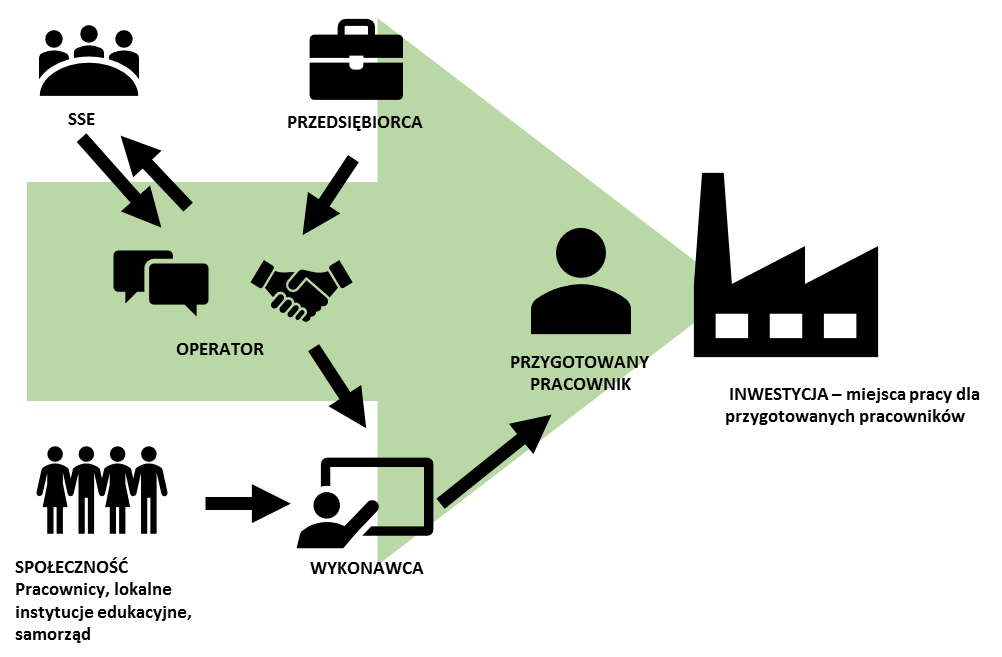 SSE
PRZEDSIĘBIORCA
OPERATOR
PRZYGOTOWANY
PRACOWNIK
INWESTYCJA – miejsca pracy dla
przygotowanych pracowników
SPOŁECZNOŚĆ
Pracownicy, lokalne
instytucje edukacyjne,
samorząd
WYKONAWCA